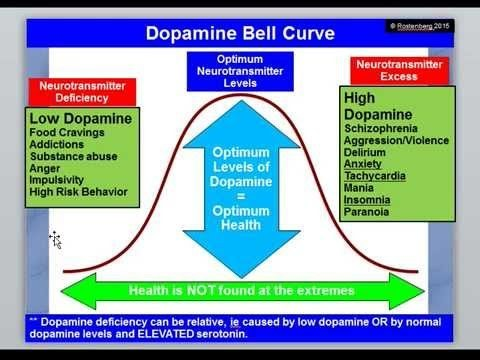 Dopamine Bell Curve
© Rostenberg 2015
Optimum
Neurotransmitter
Levels
Neurotransmitter
Deficiency
Neurotransmitter
Excess
Low Dopamine
Food Cravings
Addictions
Substance abuse
Anger
Impulsivity
High Risk Behavior
Optimum
Levels of
Dopamine
=
Optimum
Health
High
Dopamine
Schizophrenia
Aggression/Violence
Delirium
Anxiety
Tachycardia
Mania
Insomnia
Paranoia
Health is NOT found at the extremes
** Dopamine deficiency can be relative, ie caused by low dopamine OR by normal
dopamine levels and ELEVATED serotonin.